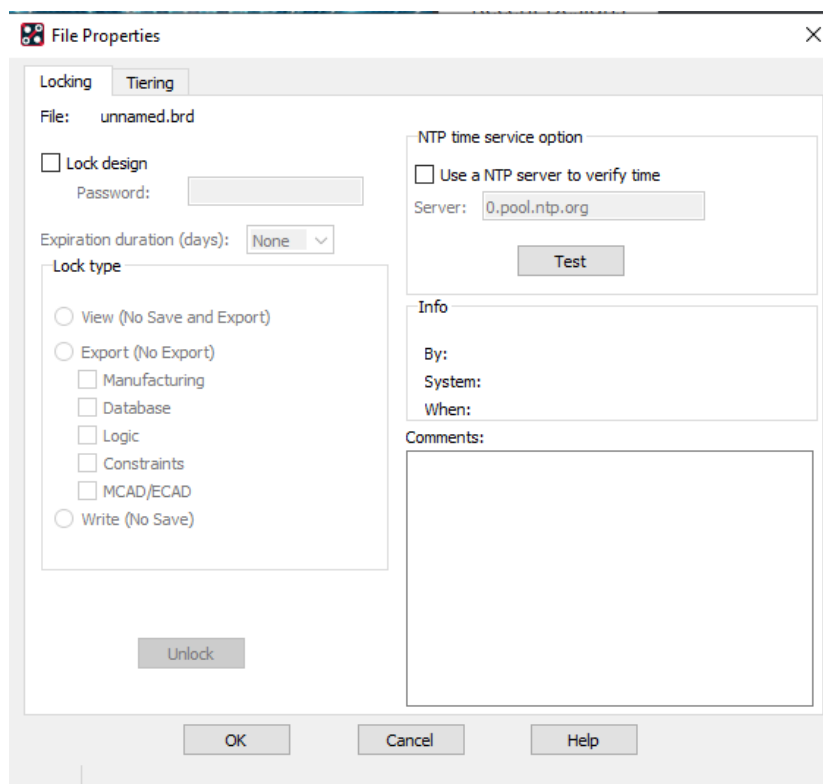 File Properties
Locking
Tiering
File: unnamed.brd
Lock design
Password:
Expiration duration (days): None
Lock type
View (No Save and Export)
Export (No Export)
Manufacturing
Database
Logic
Constraints
MCAD/ECAD
Write (No Save)
Unlock
NTP time service option
Use a NTP server to verify time
Server: 0.pool.ntp.org
Test
Info
By:
System:
When:
Comments:
OK
Cancel
Help